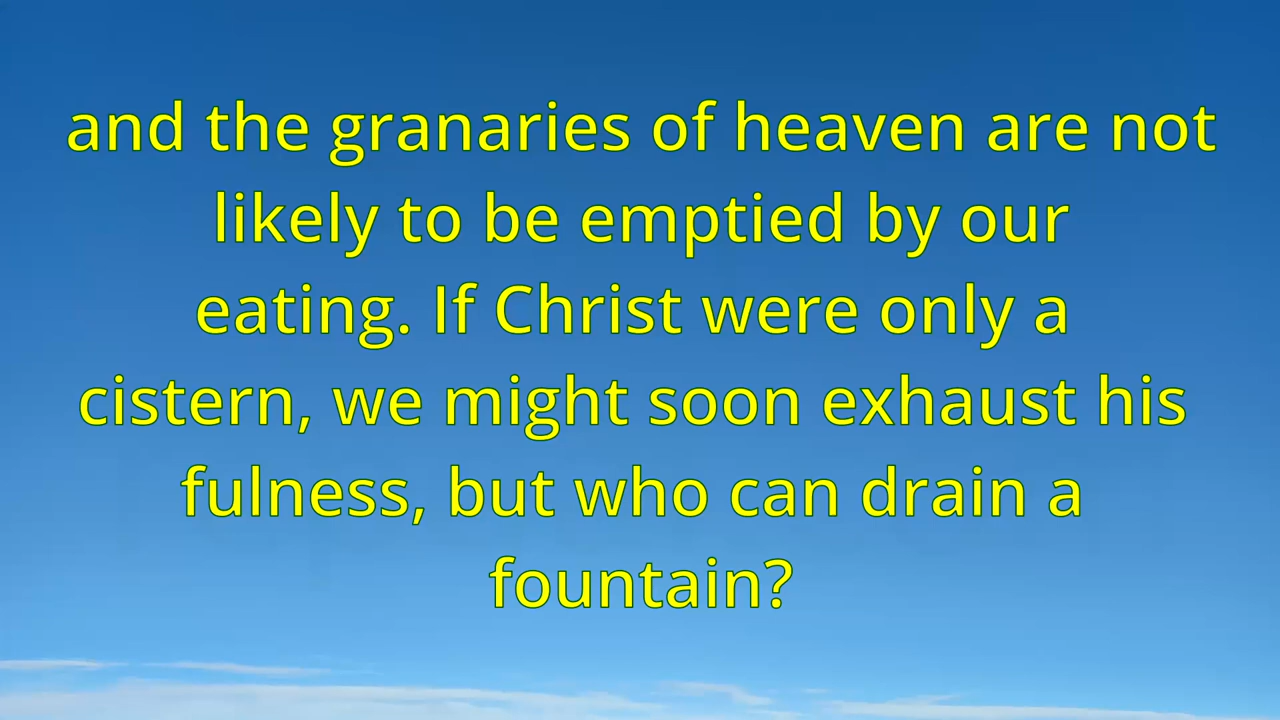 and the granaries of heaven are not
likely to be emptied by our
eating. If Christ were only a
cistern, we might soon exhaust his
fulness, but who can drain a
fountain?